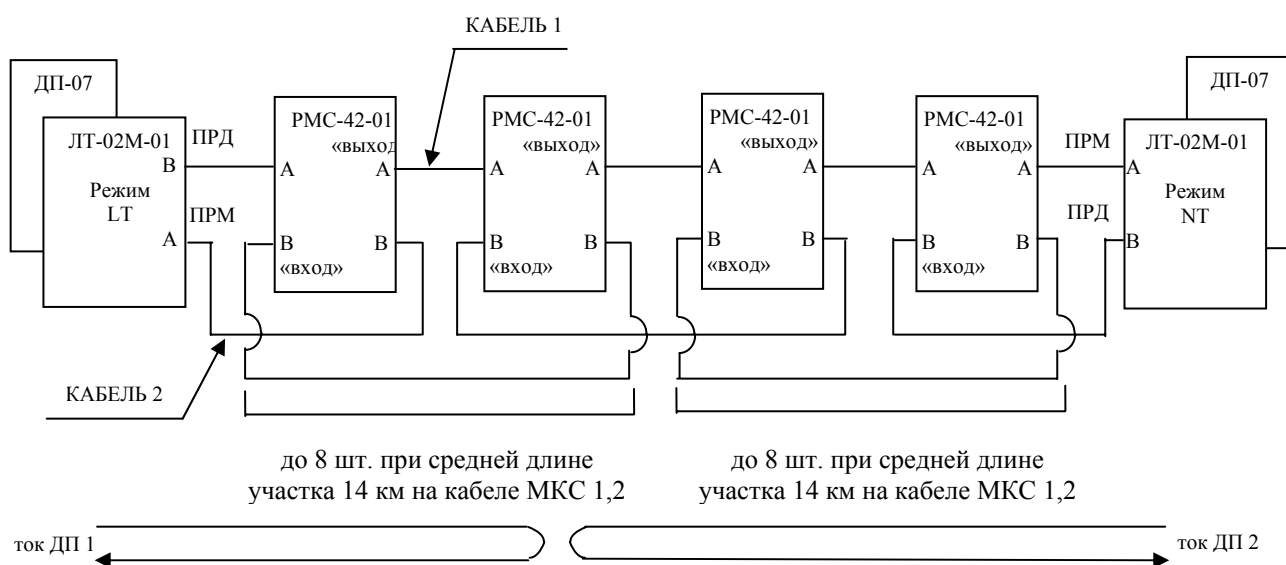 КАБЕЛЬ 1
ДП-07
ЛТ-02М-01
В
Режим
LT
А
ПРД
ПРМ
РМС-42-01
«выход
А
А
В
В
«вход»
РМС-42-01
«выход»
А
А
В
В
«вход»
РМС-42-01
«выход»
А
А
В
В
«вход»
РМС-42-01
«выход»
А
А
В
В
«вход»
ПРМ
ПРД
ДП-07
ЛТ-02М-01
А
Режим
NT
В
КАБЕЛЬ 2
до 8 шт. при средней длине
участка 14 км на кабеле МКС 1,2
до 8 шт. при средней длине
участка 14 км на кабеле МКС 1,2
ток ДП 1
ток ДП 2